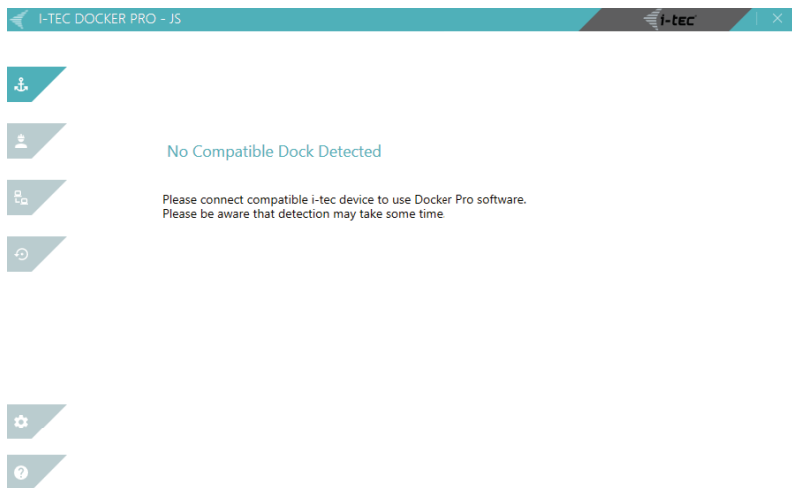 I-TEC DOCKER PRO - JS
i-tec
No Compatible Dock Detected
Please connect compatible i-tec device to use Docker Pro software.
Please be aware that detection may take some time.